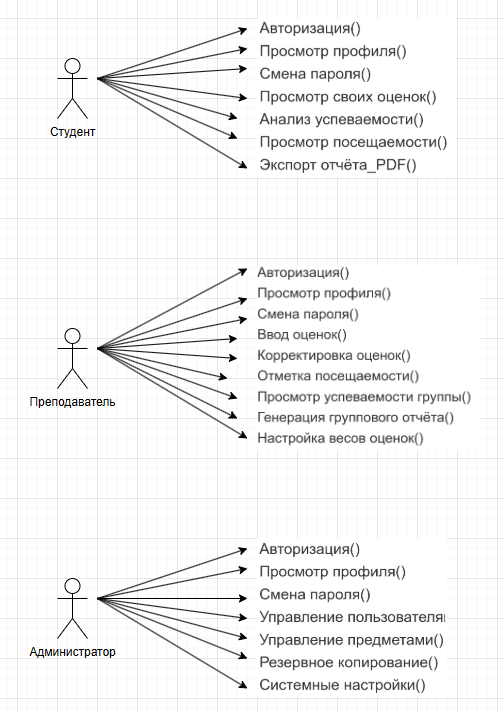 Авторизация()
Просмотр профиля()
Смена пароля()
Просмотр своих оценок()
Анализ успеваемости()
Просмотр посещаемости()
Экспорт отчёта_PDF()
Студент
Авторизация()
Просмотр профиля()
Смена пароля()
Ввод оценок()
Корректировка оценок()
Отметка посещаемости()
Просмотр успеваемости группы()
Генерация группового отчёта()
Настройка весов оценок()
Преподаватель
Авторизация()
Просмотр профиля()
Смена пароля()
Управление пользователя
Управление предметами()
Резервное копирование()
Системные настройки()
Администратор